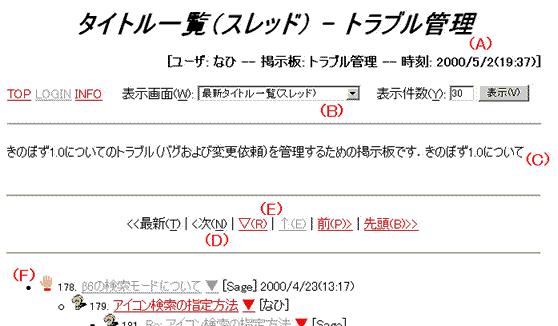 タイトル一覧(スレッド) - トラブル管理
(A)
[ユーザ: なひ -- 掲示板: トラブル管理 -- 時刻: 2000/5/2(19:37)]
TOP LOGIN INFO 表示画面(W): 最新タイトル一覧(スレッド) 表示件数(Y): 30 表示(V)
(B)
きのぼず1.0についてのトラブル(バグおよび変更依頼)を管理するための掲示板です. きのぼず1.0について
(C)
(E)
<<最新(T) | <次(N) | ▽(R) | ↑(E) | 前(P)> | 先頭(B)>>
(D)
(F)
178. β6の検索モードについて ▼ [Sage] 2000/4/23(13:17)
179. アイコン検索の指定方法 ▼ [なひ]
181. Re: アイコン検索の指定方法 ▼ [Sage]